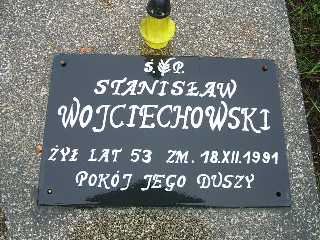 Ś.P.
STANISŁAW
WOJCIECHOWSKI
ŻYŁ LAT 53 ZM. 18.XII.1991
POKÓJ JEGO DUSZY